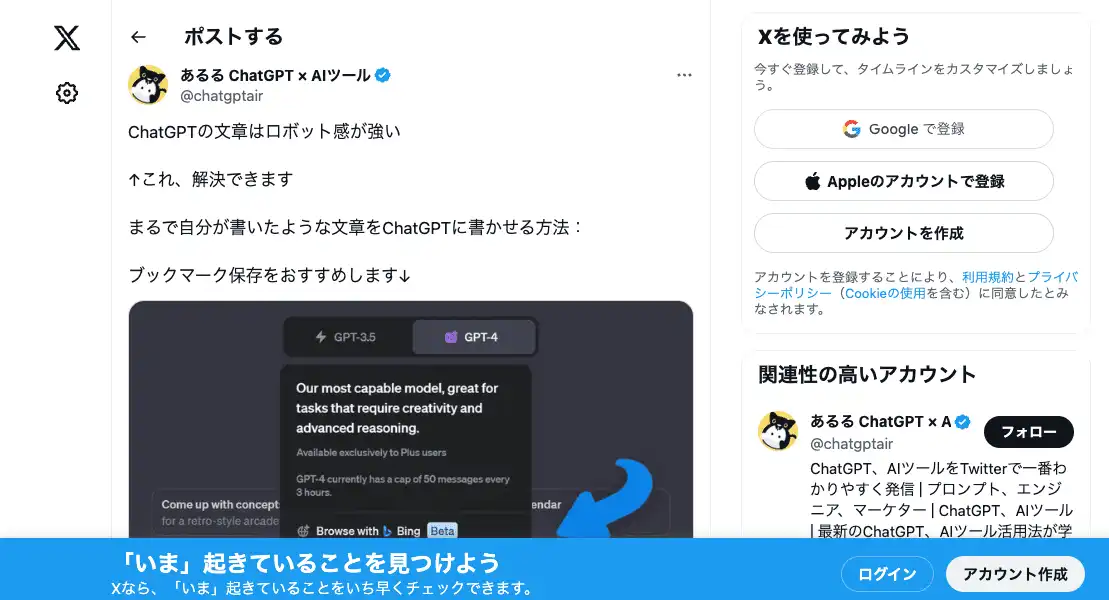 ポストする
あるる ChatGPT × AIツール
@chatgptair
ChatGPTの文章はロボット感が強い
↑これ、解決できます
まるで自分が書いたような文章をChatGPTに書かせる方法：
ブックマーク保存をおすすめします↓
GPT-3.5
GPT-4
Our most capable model, great for
tasks that require creativity and
advanced reasoning.
Available exclusively to Plus users
GPT-4 currently has a cap of 50 messages every
3 hours.
Come up with concept
endar
for a retro-style arcade
Browse with Bing Beta
Xを使ってみよう
今すぐ登録して、タイムラインをカスタマイズしましょ
う。
Google で登録
Appleのアカウントで登録
アカウントを作成
アカウントを登録することにより、利用規約とプライバ
シーポリシー（Cookieの使用を含む）に同意したとみ
なされます。
関連性の高いアカウント
あるる ChatGPT × A
@chatgptair
フォロー
ChatGPT、AIツールをTwitterで一番わ
かりやすく発信 | プロンプト、エンジ
ニア、マーケター | ChatGPT、AIツール
| 最新のChatGPT、AIツール活用法が学
「いま」起きていることを見つけよう
Xなら、「いま」起きていることをいち早くチェックできます。
ログイン
アカウント作成